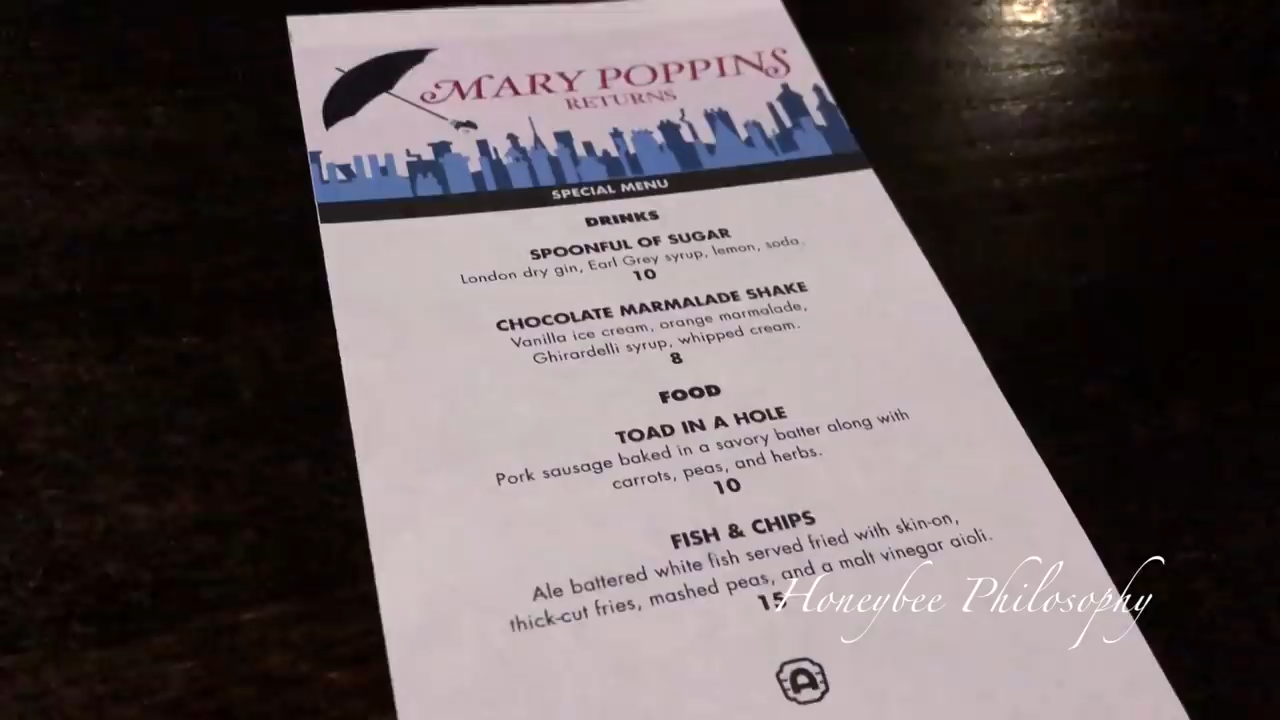 MARY POPPINS
RETURNS
SPECIAL MENU
DRINKS
SPOONFUL OF SUGAR
London dry gin, Earl Grey syrup, lemon, soda.
10
CHOCOLATE MARMALADE SHAKE
Vanilla ice cream, orange marmalade,
Ghirardelli syrup, whipped cream.
8
FOOD
TOAD IN A HOLE
Pork sausage baked in a savory batter along with
carrots, peas, and herbs.
10
FISH & CHIPS
Ale battered white fish served fried with skin-on,
thick-cut fries, mashed peas, and a malt vinegar aioli.
15
Honeybee Philosophy
A